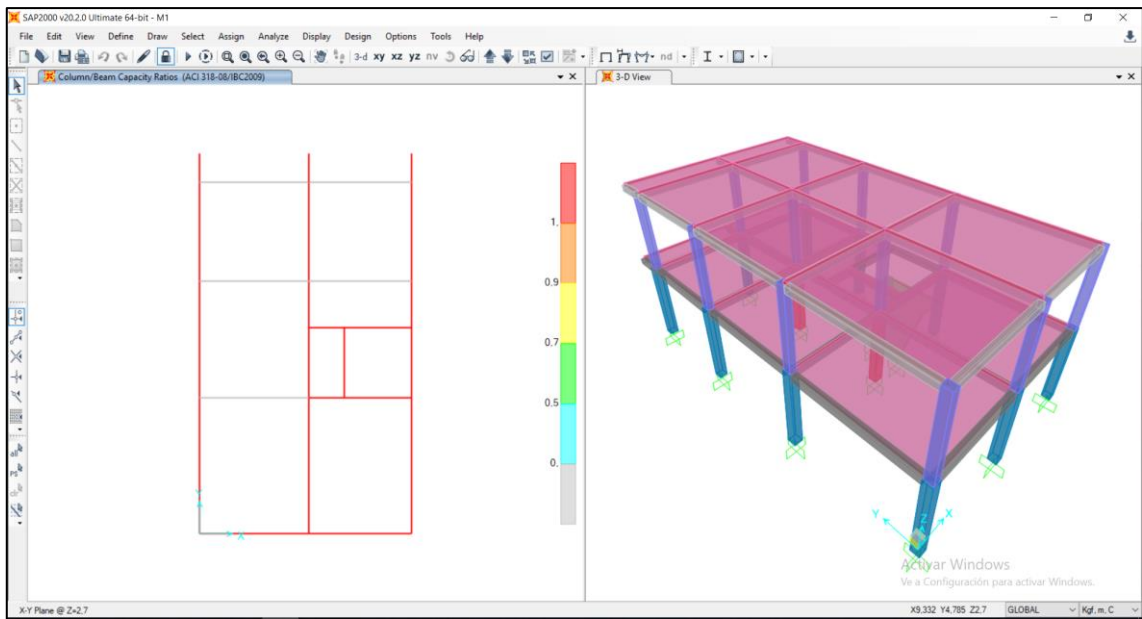 SAP2000 v20.2.0 Ultimate 64-bit - M1
File Edit View Define Draw Select Assign Analyze Display Design Options Tools Help
3-d xy xz yz nv nd
Column/Beam Capacity Ratios (ACI 318-08/IBC2009)
3-D View
1.
0.9
0.7
0.5
0.
Y
X
Y
Z
X
all
PS
clr
Activar Windows
Ve a Configuración para activar Windows.
X-Y Plane @ Z=2,7
X9,332 Y4,785 Z2,7
GLOBAL
Kgf, m, C